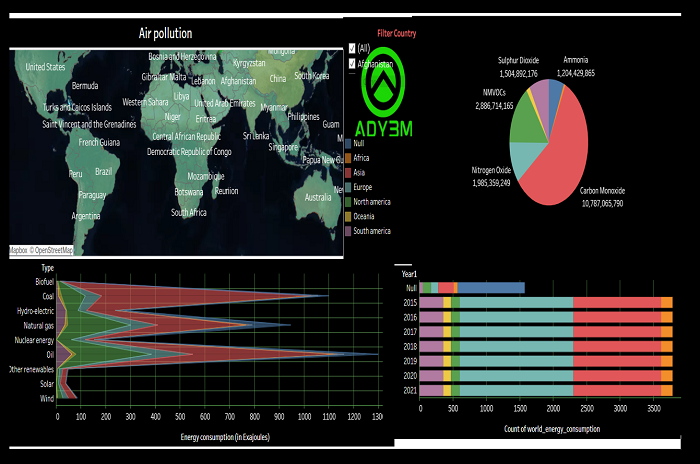 Air pollution
Filter Country
(All)
Afghanistan
United States
Bermuda
Turks and Caicos Islands
Saint Vincent and the Grenadines
French Guiana
Peru
Brazil
Paraguay
Argentina
Bosnia and Herzegovina
Gibraltar
Malta
Lebanon
Western Sahara
Libya
United Arab Emirates
Niger
Eritrea
Central African Republic
Democratic Republic of Congo
Mozambique
Botswana
Reunion
South Africa
Mongolia
Kyrgyzstan
Afghanistan
China
South Korea
Myanmar
Philippines
Sri Lanka
Guam
Singapore
Papua New Gu
Australia
Mapbox © OpenStreetMap
ADYEM
Null
Africa
Asia
Europe
North america
Oceania
South america
Sulphur Dioxide
1,504,892,176
Ammonia
1,204,429,865
NMVOCs
2,886,714,165
Nitrogen Oxide
1,985,359,249
Carbon Monoxide
10,787,065,790
Type
Biofuel
Coal
Hydro-electric
Natural gas
Nuclear energy
Oil
Other renewables
Solar
Wind
0 100 200 300 400 500 600 700 800 900 1000 1100 1200 130
Energy consumption (in Exajoules)
Year1
Null
2015
2016
2017
2018
2019
2020
2021
0 500 1000 1500 2000 2500 3000 3500
Count of world_energy_consumption